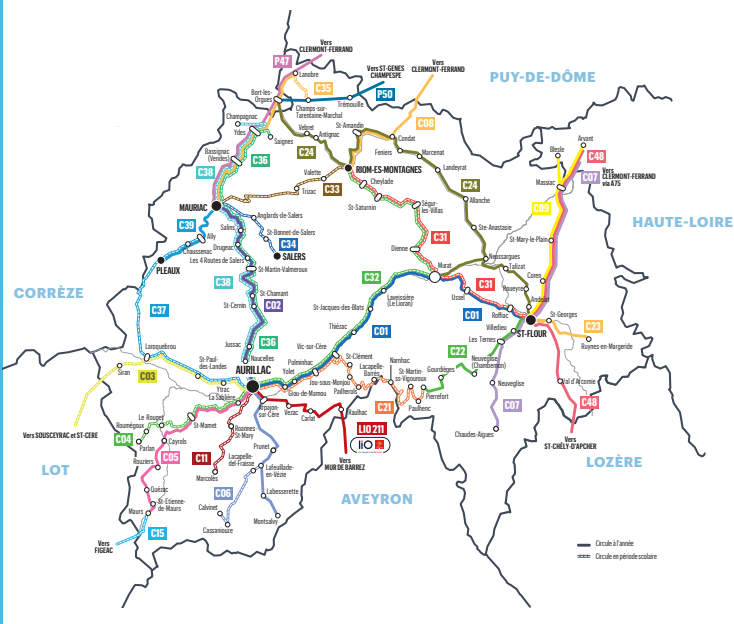 Vers
CLERMONT-FERRAND
P47
Lanobre
C35
Vers ST-GENES
CHAMPESPE
P50
Vers
CLERMONT-FERRAND
PUY-DE-DÔME
Bort-les-
Orgues
Trémouille
Champs-sur-
Tarentaine-Marchal
C08
Champagnac
Ydes
Saignes
Vebret
Antignac
C24
St-Amandin
Condat
Feniers
Marcenat
Landeyrat
Bassignac
(Vendes)
C36
C38
RIOM-ES-MONTAGNES
Valette
C33
Trizac
Cheylade
St-Saturnin
C24
Allanche
Ségur-
les-Villas
Ste-Anastasie
Blesle
Arvant
C48
C07
Vers
CLERMONT-FERRAND
via A75
Massiac
C09
St-Mary-le-Plain
HAUTE-LOIRE
MAURIAC
C39
Ally
Chaussenac
PLEAUX
Anglards-de-Salers
Salins
St-Bonnet-de-Salers
C34
Drugeac
SALERS
Les 4 Routes de Salers
St-Martin-Valmeroux
C31
Dienne
Murat
Neussargues
Talizat
Coren
CORRÈZE
C38
St-Chamant
C02
St-Cernin
C32
Laveissière
(Le Lioran)
St-Jacques-des-Blats
C31
Ussel
C01
Roueyre
Andelat
Roffiac
St-Georges
C23
Ruynes-en-Margeride
ST-FLOUR
Villedieu
Les Ternes
C37
Thiézac
C01
C36
Jussac
Naucelles
Vic-sur-Cère
Polminhac
Yolet
Laroquebrou
C03
Siran
St-Paul-
des-Landes
AURILLAC
Ytrac
La Sablière
St-Clément
Jou-sous-Monjou
Pailherols
Lacapelle-
Barrès
Narnhac
St-Martin-
ss-Vigouroux
Gourdièges
C22
Neuvéglise
(Chambernon)
Pierrefort
C21
Paulhenc
Neuvéglise
C07
Chaudes-Aigues
Val d'Arcomie
C48
Vers
ST-CHÉLY-D'APCHER
LOZÈRE
Vers SOUSCEYRAC et ST-CERE
Giou-de-Mamou
Arpajon-
sur-Cère
Vezac
Carlat
Raulhac
LIO 211
liO
Vers
MUR DE BARREZ
Le Rouget
Roumégoux
St-Mamet
C04
Parlan
Cayrols
C05
Rouziers
Roannes-
St-Mary
C11
Marcolès
Prunet
Lacapelle-
del-Fraisse
Lafeuillade-
en-Vézie
C06
Labesserette
Calvinet
Cassaniouze
Montsalvy
LOT
Quézac
St-Etienne-
de-Maurs
Maurs
C15
Vers
FIGEAC
AVEYRON
Circule à l'année
Circule en période scolaire